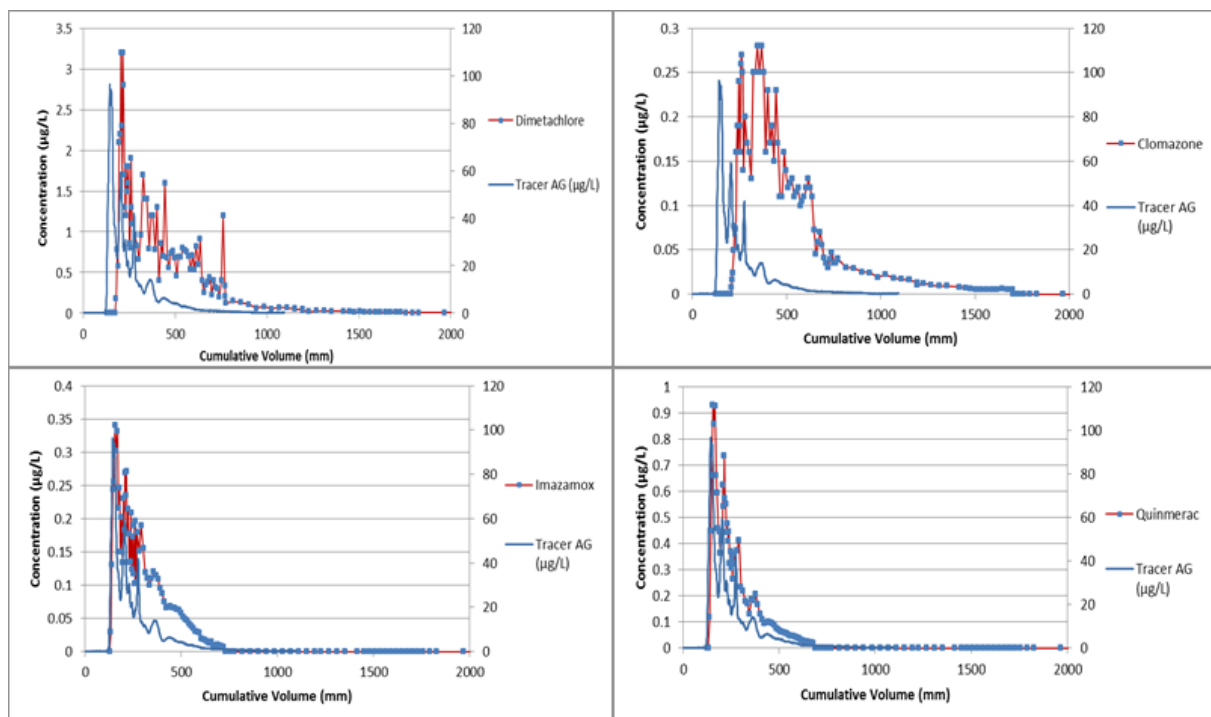 3.5
3
2.5
2
1.5
1
0.5
0
120
100
80
60
40
20
0
0 500 1000 1500 2000
Concentration (µg/L)
Cumulative Volume (mm)
Dimetachlore
Tracer AG (µg/L)
0.3
0.25
0.2
0.15
0.1
0.05
0
120
100
80
60
40
20
0
0 500 1000 1500 2000
Concentration (µg/L)
Cumulative Volume (mm)
Clomazone
Tracer AG
(µg/L)
0.4
0.35
0.3
0.25
0.2
0.15
0.1
0.05
0
120
100
80
60
40
20
0
0 500 1000 1500 2000
Concentration (µg/L)
Cumulative Volume (mm)
Imazamox
Tracer AG
(µg/L)
1
0.9
0.8
0.7
0.6
0.5
0.4
0.3
0.2
0.1
0
120
100
80
60
40
20
0
0 500 1000 1500 2000
Concentration (µg/L)
Cumulative Volume (mm)
Quinmerac
Tracer AG
(µg/L)